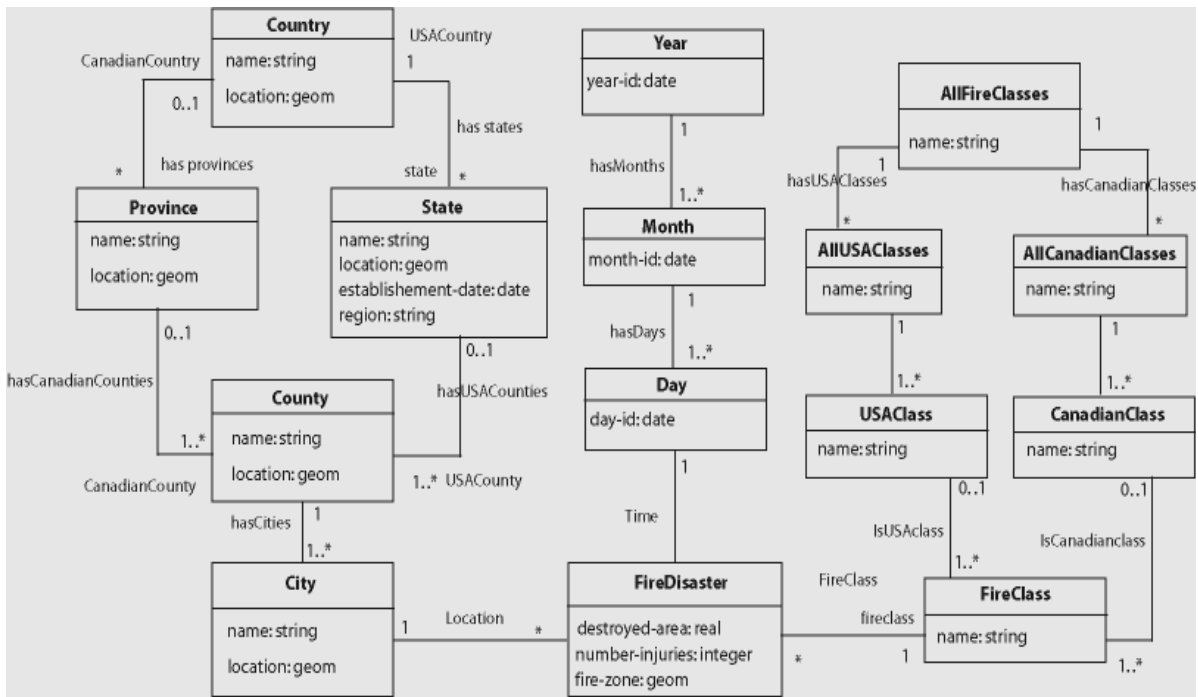 Country
name: string
location: geom
USACountry
1
CanadianCountry
0..1
has states
has provinces
*
state
*
Province
name: string
location: geom
0..1
State
name: string
location: geom
establishement-date: date
region: string
0..1
hasCanadianCounties
hasUSACounties
County
name: string
location: geom
1..*
CanadianCounty
1..*
USACounty
hasCities
1
1..*
City
name: string
location: geom
1
Location
*
Year
year-id: date
1
hasMonths
1..*
Month
month-id: date
1
hasDays
1..*
Day
day-id: date
1
Time
FireDisaster
destroyed-area: real
number-injuries: integer
fire-zone: geom
AllFireClasses
name: string
1
1
hasUSAClasses
hasCanadianClasses
*
*
AllUSAClasses
name: string
1
1..*
AllCanadianClasses
name: string
1
1..*
USAClass
name: string
0..1
CanadianClass
name: string
0..1
IsUSAclass
IsCanadianclass
1..*
FireClass
fireclass
*
1
FireClass
name: string
1..*